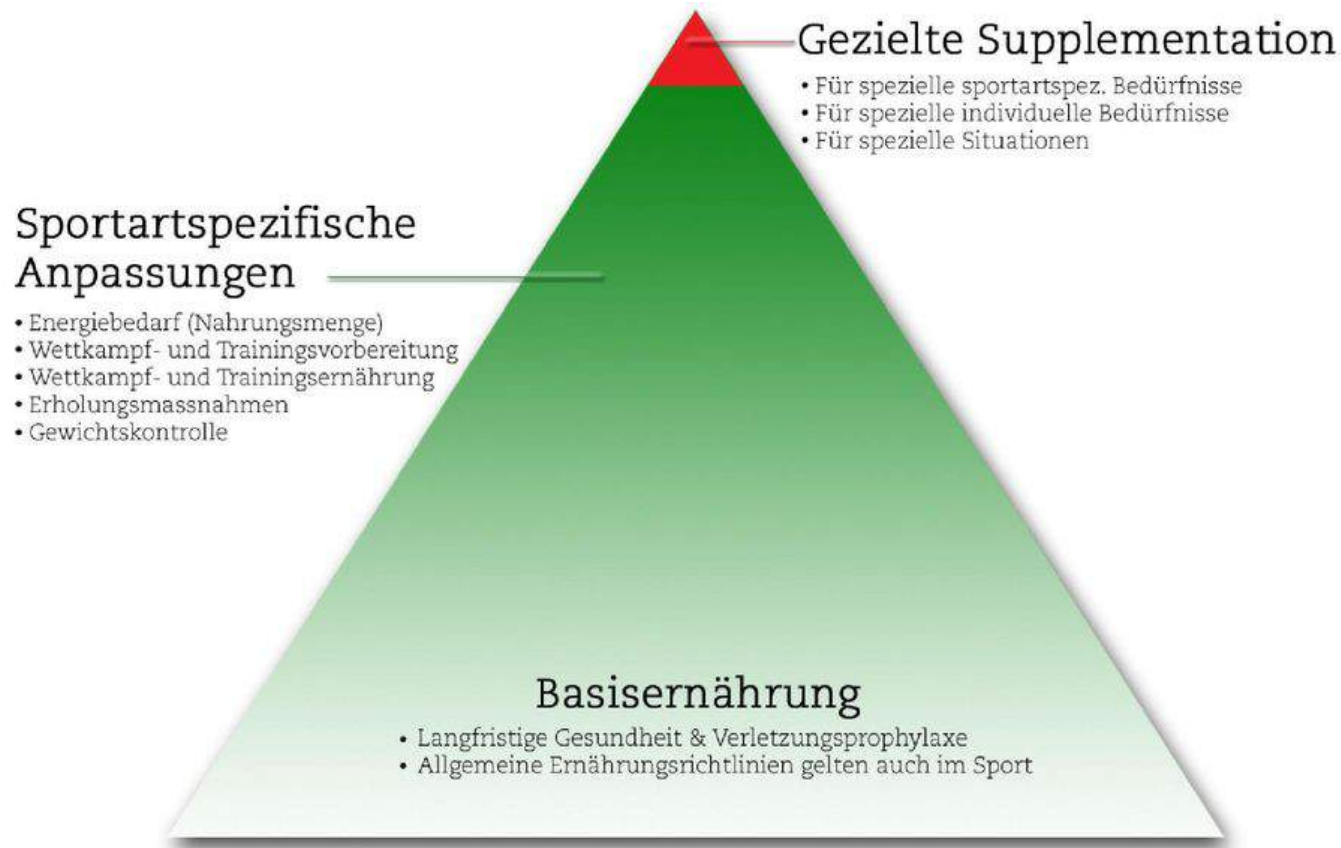 Gezielte Supplementation
• Für spezielle sportartspez. Bedürfnisse
• Für spezielle individuelle Bedürfnisse
• Für spezielle Situationen
Sportartspezifische
Anpassungen
• Energiebedarf (Nahrungsmenge)
• Wettkampf- und Trainingsvorbereitung
• Wettkampf- und Trainingsernährung
• Erholungsmassnahmen
• Gewichtskontrolle
Basisernährung
• Langfristige Gesundheit & Verletzungsprophylaxe
• Allgemeine Ernährungsrichtlinien gelten auch im Sport